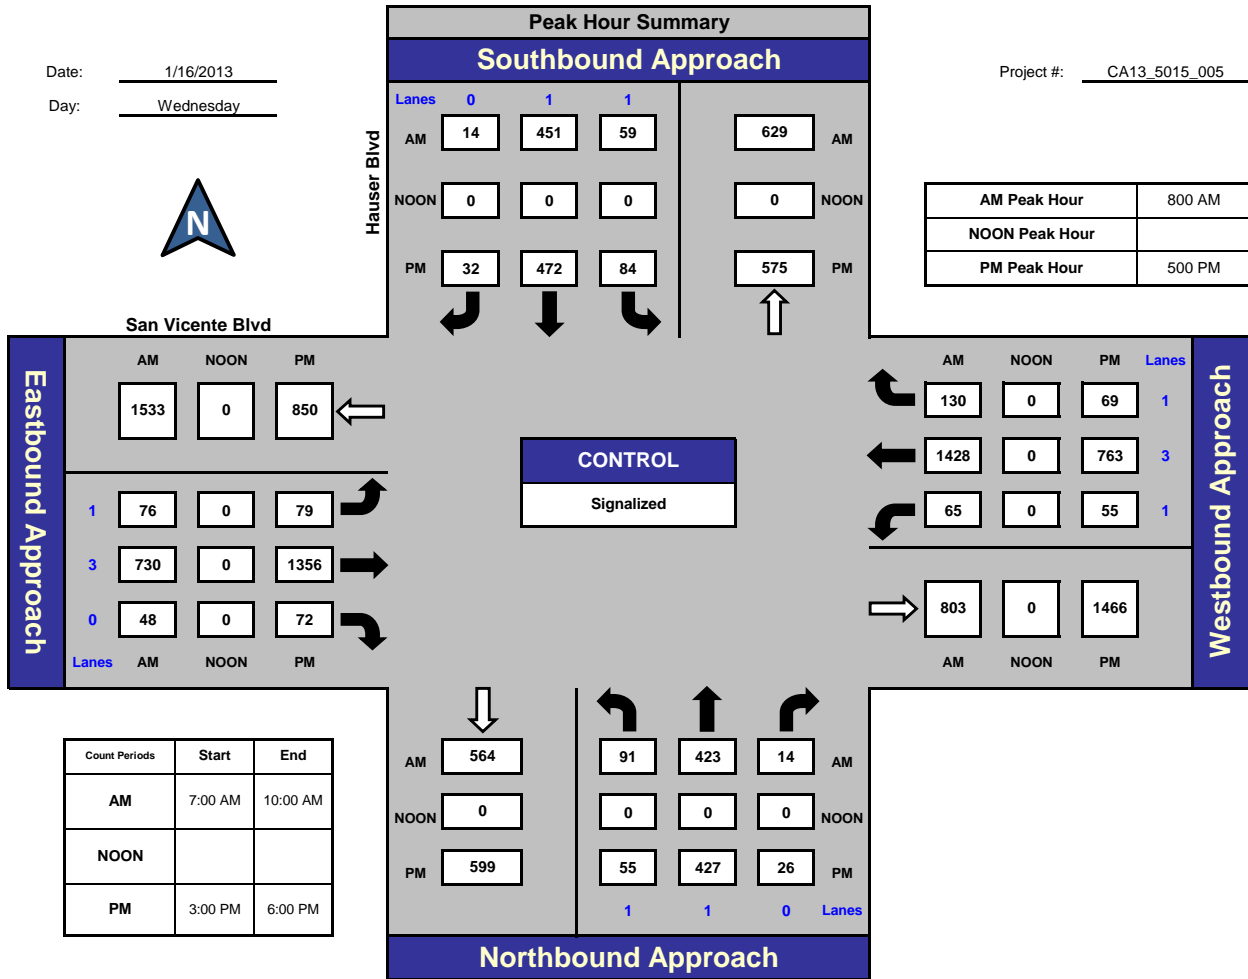 Peak Hour Summary
Southbound Approach
Date: 1/16/2013
Day: Wednesday
Project #: CA13_5015_005
N
Hauser Blvd
Lanes 0 1 1
AM 14 451 59 629 AM
NOON 0 0 0 0 NOON
PM 32 472 84 575 PM
AM Peak Hour 800 AM
NOON Peak Hour
PM Peak Hour 500 PM
San Vicente Blvd
Eastbound Approach
AM NOON PM
1533 0 850
1 76 0 79
3 730 0 1356
0 48 0 72
Lanes AM NOON PM
CONTROL
Signalized
Westbound Approach
AM NOON PM Lanes
130 0 69 1
1428 0 763 3
65 0 55 1
803 0 1466
AM NOON PM
AM 564 91 423 14 AM
NOON 0 0 0 0 NOON
PM 599 55 427 26 PM
1 1 0 Lanes
Northbound Approach
Count Periods Start End
AM 7:00 AM 10:00 AM
NOON
PM 3:00 PM 6:00 PM